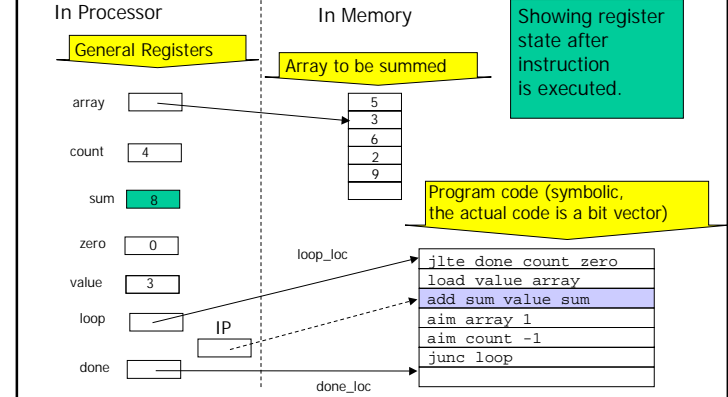 In Processor
In Memory
Showing register
state after
instruction
is executed.
General Registers
Array to be summed
array
5
3
6
2
9
count
4
sum
8
Program code (symbolic,
the actual code is a bit vector)
zero
0
loop_loc
value
3
jlte done count zero
load value array
add sum value sum
aim array 1
aim count -1
junc loop
loop
IP
done
done_loc